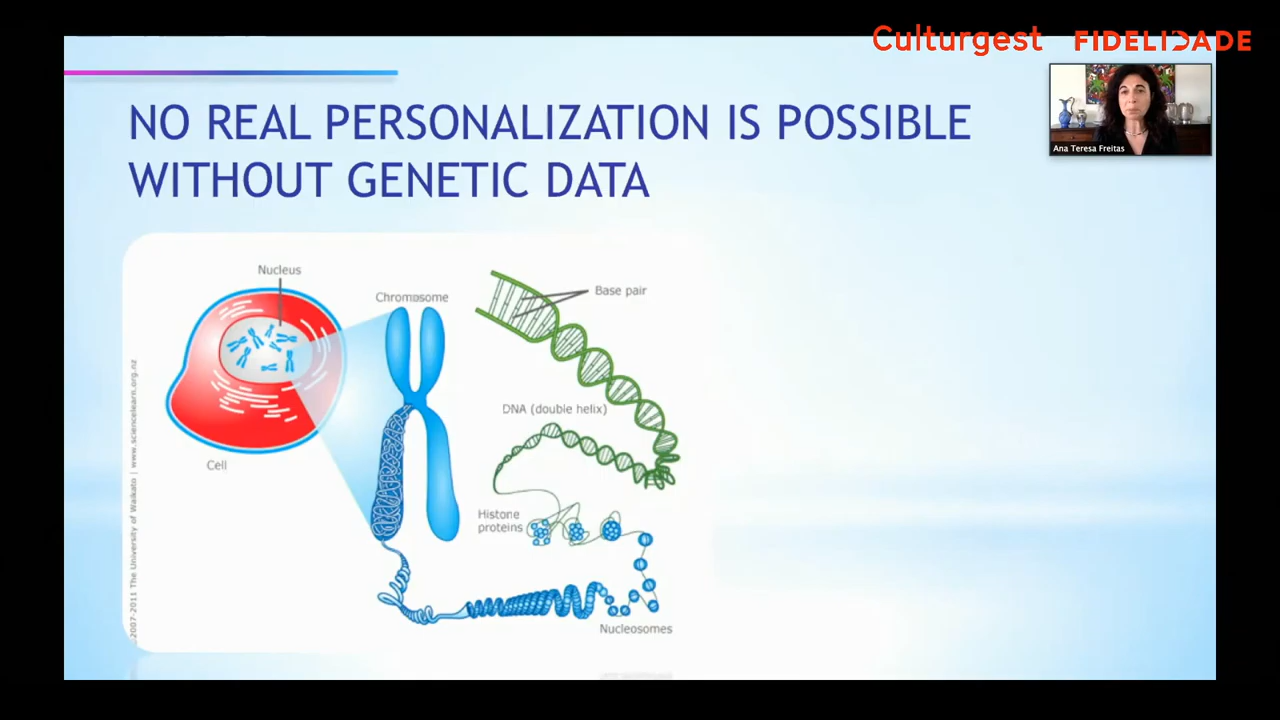 Culturgest FIDELIDADE
NO REAL PERSONALIZATION IS POSSIBLE
WITHOUT GENETIC DATA
Ana Teresa Freitas
Nucleus
Chromosome
Base pair
DNA (double helix)
Cell
Histone
proteins
Nucleosomes
2007-2011 The University of Waikato | www.sciencelearn.org.nz